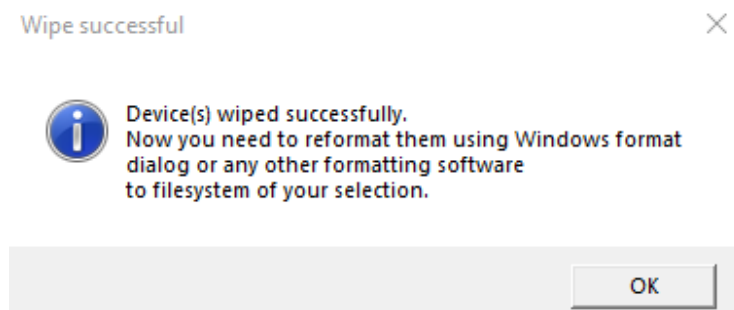 Wipe successful
Device(s) wiped successfully.
Now you need to reformat them using Windows format
dialog or any other formatting software
to filesystem of your selection.
OK